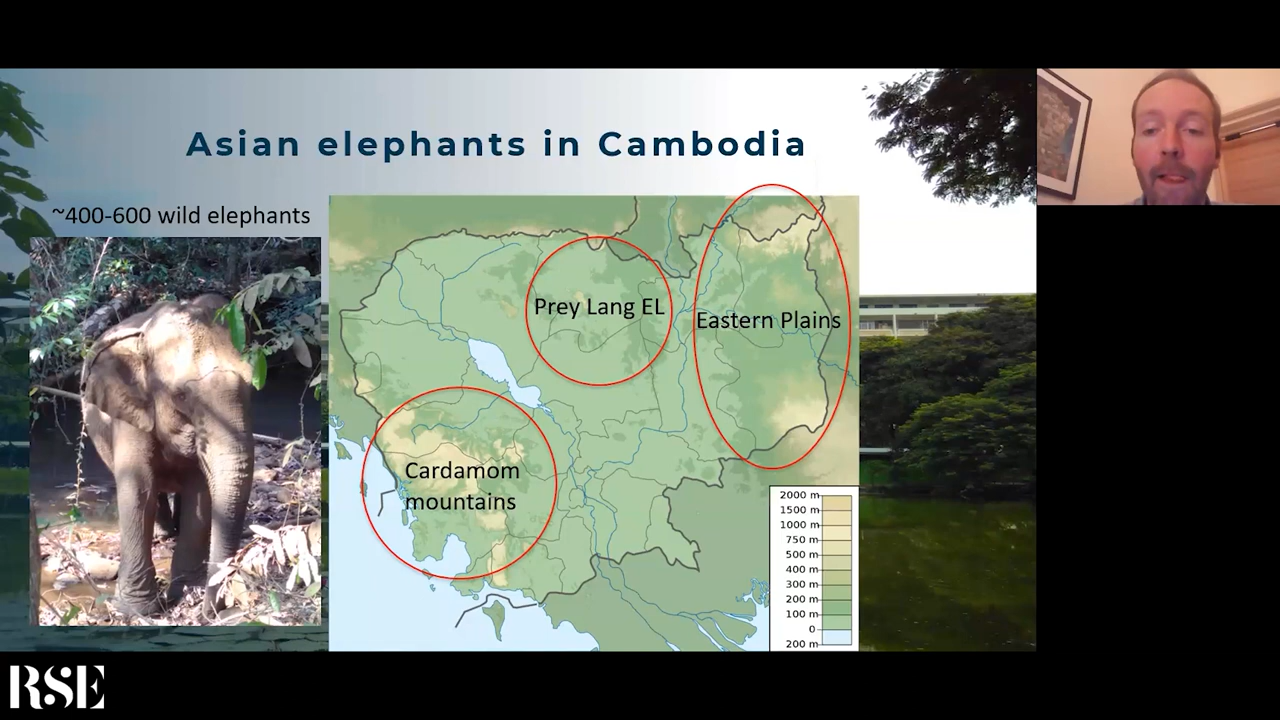 Asian elephants in Cambodia
~400-600 wild elephants
Prey Lang EL
Eastern Plains
Cardamom
mountains
2000 m
1500 m
1000 m
750 m
500 m
400 m
300 m
200 m
100 m
0
200 m
RSE